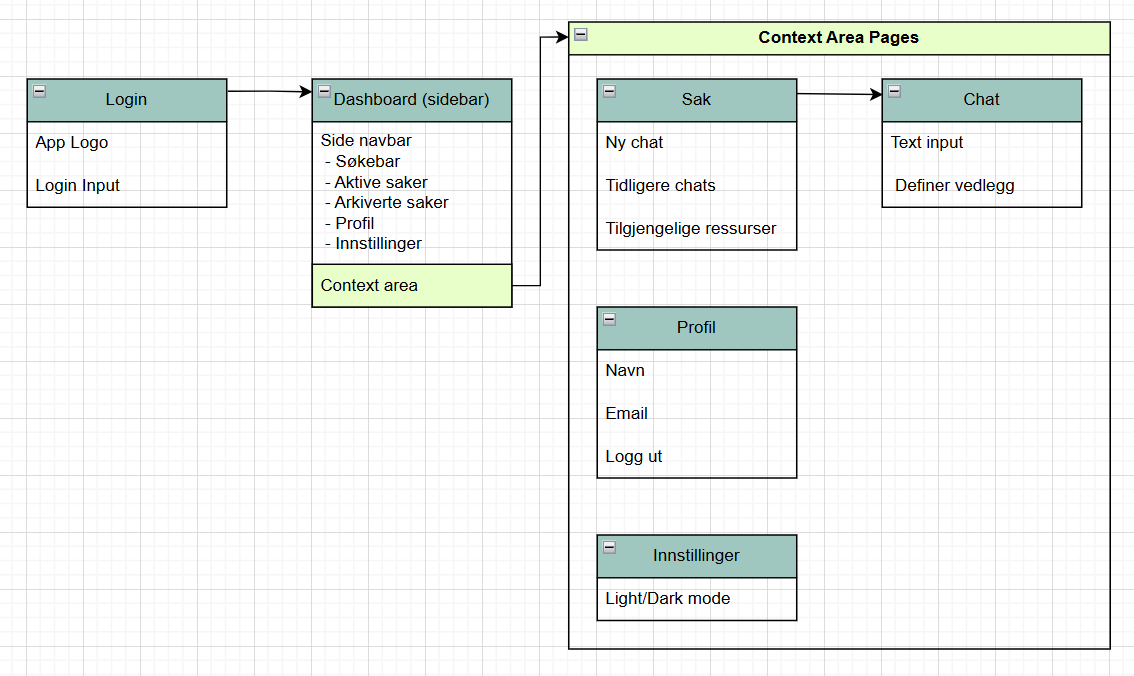 Context Area Pages
Login
App Logo
Login Input
Dashboard (sidebar)
Side navbar
- Søkebar
- Aktive saker
- Arkiverte saker
- Profil
- Innstillinger
Context area
Sak
Ny chat
Tidligere chats
Tilgjengelige ressurser
Chat
Text input
Definer vedlegg
Profil
Navn
Email
Logg ut
Innstillinger
Light/Dark mode